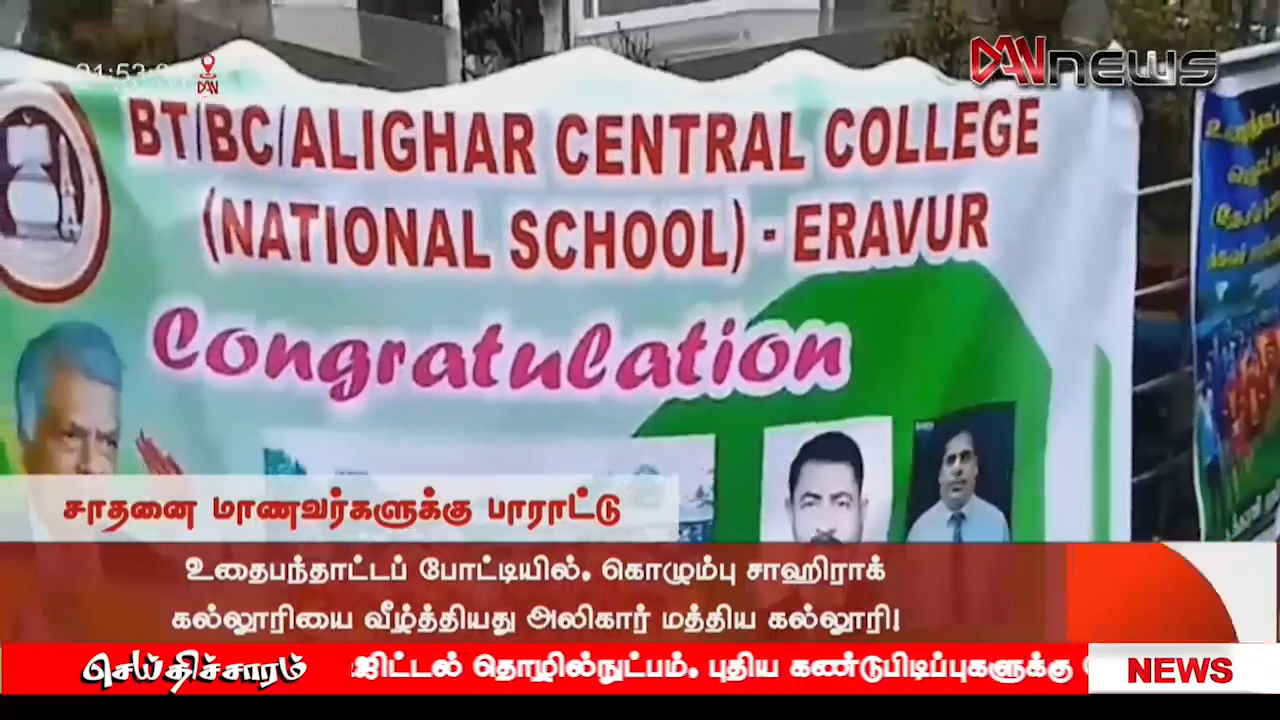 DAN NEWS
DAN
BT/BC/ALIGHAR CENTRAL COLLEGE
(NATIONAL SCHOOL) - ERAVUR
Congratulation
சாதனை மாணவர்களுக்கு பாராட்டு
உதைபந்தாட்டப் போட்டியில், கொழும்பு சாஹிராக்
கல்லூரியை வீழ்த்தியது அலிகார் மத்திய கல்லூரி!
செய்திச்சாரம் ஜிட்டல் தொழில்நுட்பம், புதிய கண்டுபிடிப்புகளுக்கு NEWS